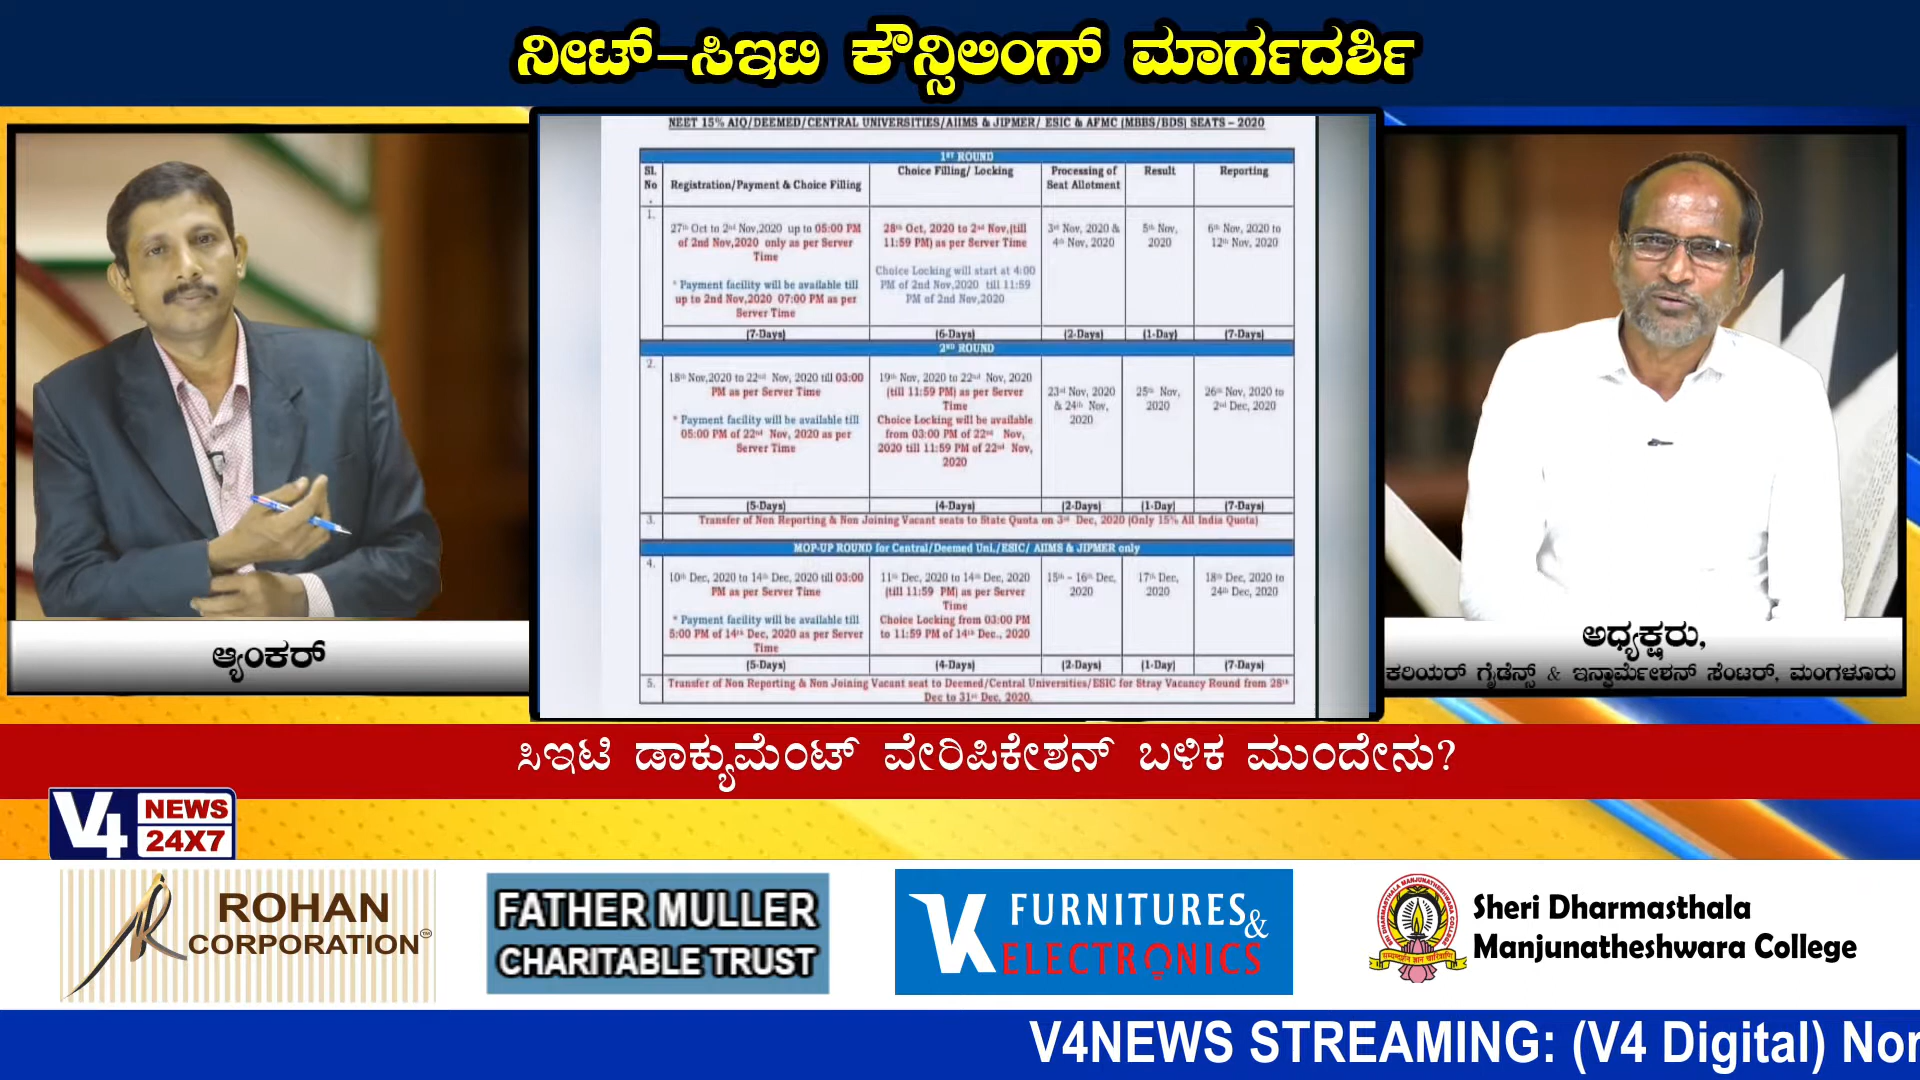 ನೀಟ್-ಸಿಇಟಿ ಕೌನ್ಸಿಲಿಂಗ್ ಮಾರ್ಗದರ್ಶಿ
NEET 15% AIQ/DEEMED/CENTRAL UNIVERSITIES/AIIMS & JIPMER/ ESIC & AFMC (MBBS/BDS) SEATS – 2020
1ST ROUND
Sl. No . Registration/Payment & Choice Filling
Choice Filling/ Locking
Processing of Seat Allotment
Result
Reporting
1.
27th Oct to 2nd Nov,2020 up to 05:00 PM
of 2nd Nov,2020 only as per Server
Time
* Payment facility will be available till
up to 2nd Nov,2020 07:00 PM as per
Server Time
28th Oct, 2020 to 2nd Nov,(till
11:59 PM) as per Server Time
Choice Locking will start at 4:00
PM of 2nd Nov,2020 till 11:59
PM of 2nd Nov,2020
3rd Nov, 2020 &
4th Nov, 2020
5th Nov,
2020
6th Nov, 2020 to
12th Nov, 2020
(7-Days) (6-Days) (2-Days) (1-Day) (7-Days)
2ND ROUND
2.
18th Nov,2020 to 22nd Nov, 2020 till 03:00
PM as per Server Time
* Payment facility will be available till
05:00 PM of 22nd Nov, 2020 as per
Server Time
19th Nov, 2020 to 22nd Nov, 2020
(till 11:59 PM) as per Server
Time
Choice Locking will be available
from 03:00 PM of 22nd Nov,
2020 till 11:59 PM of 22nd Nov,
2020
23rd Nov, 2020
& 24th Nov,
2020
25th Nov,
2020
26th Nov, 2020 to
2nd Dec, 2020
(5-Days) (4-Days) (2-Days) (1-Day) (7-Days)
3. Transfer of Non Reporting & Non Joining Vacant seats to State Quota on 3rd Dec, 2020 (Only 15% All India Quota)
MOP-UP ROUND for Central/Deemed Uni./ESIC/ AIIMS & JIPMER only
4.
10th Dec, 2020 to 14th Dec, 2020 till 03:00
PM as per Server Time
* Payment facility will be available till
5:00 PM of 14th Dec, 2020 as per Server
Time
11th Dec, 2020 to 14th Dec, 2020
(till 11:59 PM) as per Server
Time
Choice Locking from 03:00 PM
to 11:59 PM of 14th Dec., 2020
15th – 16th Dec,
2020
17th Dec,
2020
18th Dec, 2020 to
24th Dec, 2020
(5-Days) (4-Days) (2-Days) (1-Day) (7-Days)
5. Transfer of Non Reporting & Non Joining Vacant seat to Deemed/Central Universities/ESIC for Stray Vacancy Round from 28th
Dec to 31st Dec, 2020.
ಆ್ಯಂಕರ್
ಅಧ್ಯಕ್ಷರು,
ಕರಿಯರ್ ಗೈಡೆನ್ಸ್ & ಇನ್ಫಾರ್ಮೇಶನ್ ಸೆಂಟರ್, ಮಂಗಳೂರು
ಸಿಇಟಿ ಡಾಕ್ಯುಮೆಂಟ್ ವೇರಿಪಿಕೇಶನ್ ಬಳಿಕ ಮುಂದೇನು?
V4 NEWS
24X7
ROHAN
CORPORATION
FATHER MULLER
CHARITABLE TRUST
VK FURNITURES&
ELECTRONICS
Sheri Dharmasthala
Manjunatheshwara College
V4NEWS STREAMING: (V4 Digital) Nor